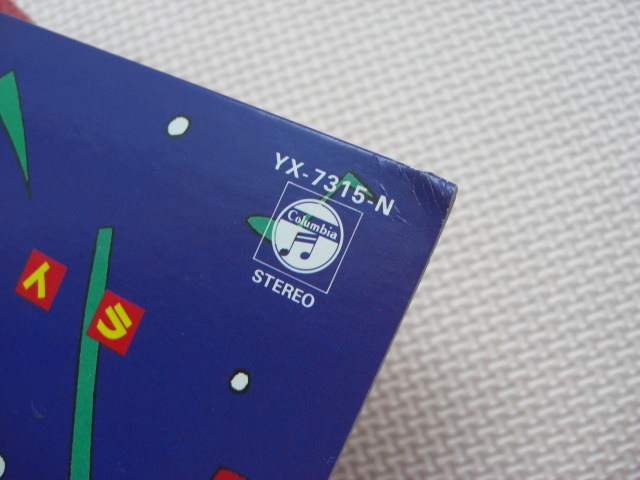 YX-7315-N
Columbia
STEREO
イ
ラ